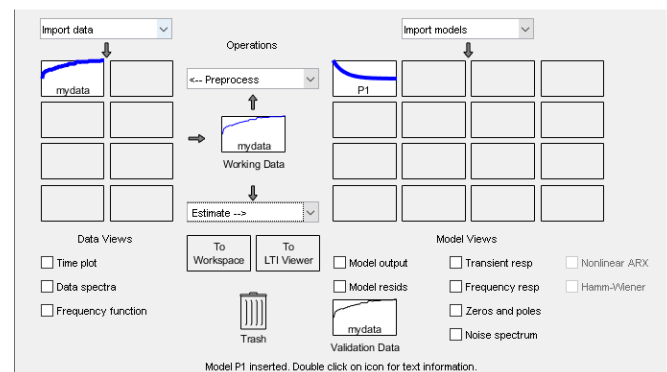 Import data
Import models
Operations
<-- Preprocess
mydata
P1
mydata
Working Data
Estimate -->
Data Views
Model Views
To Workspace
To LTI Viewer
Time plot
Model output
Transient resp
Nonlinear ARX
Data spectra
Model resids
Frequency resp
Hamm-Wiener
Frequency function
Zeros and poles
mydata
Trash
Validation Data
Noise spectrum
Model P1 inserted. Double click on icon for text information.